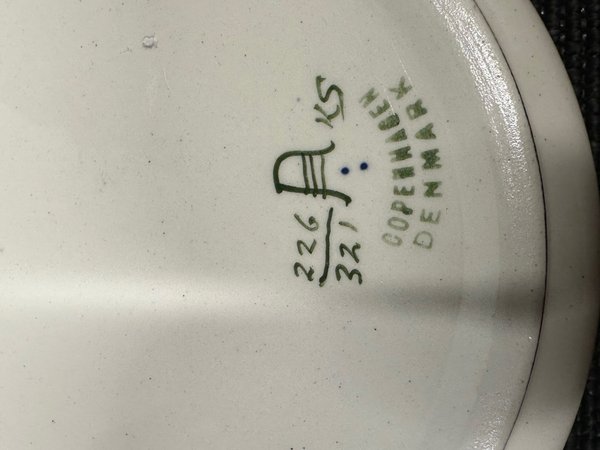 226
321
KS
COPENHAGEN
DENMARK